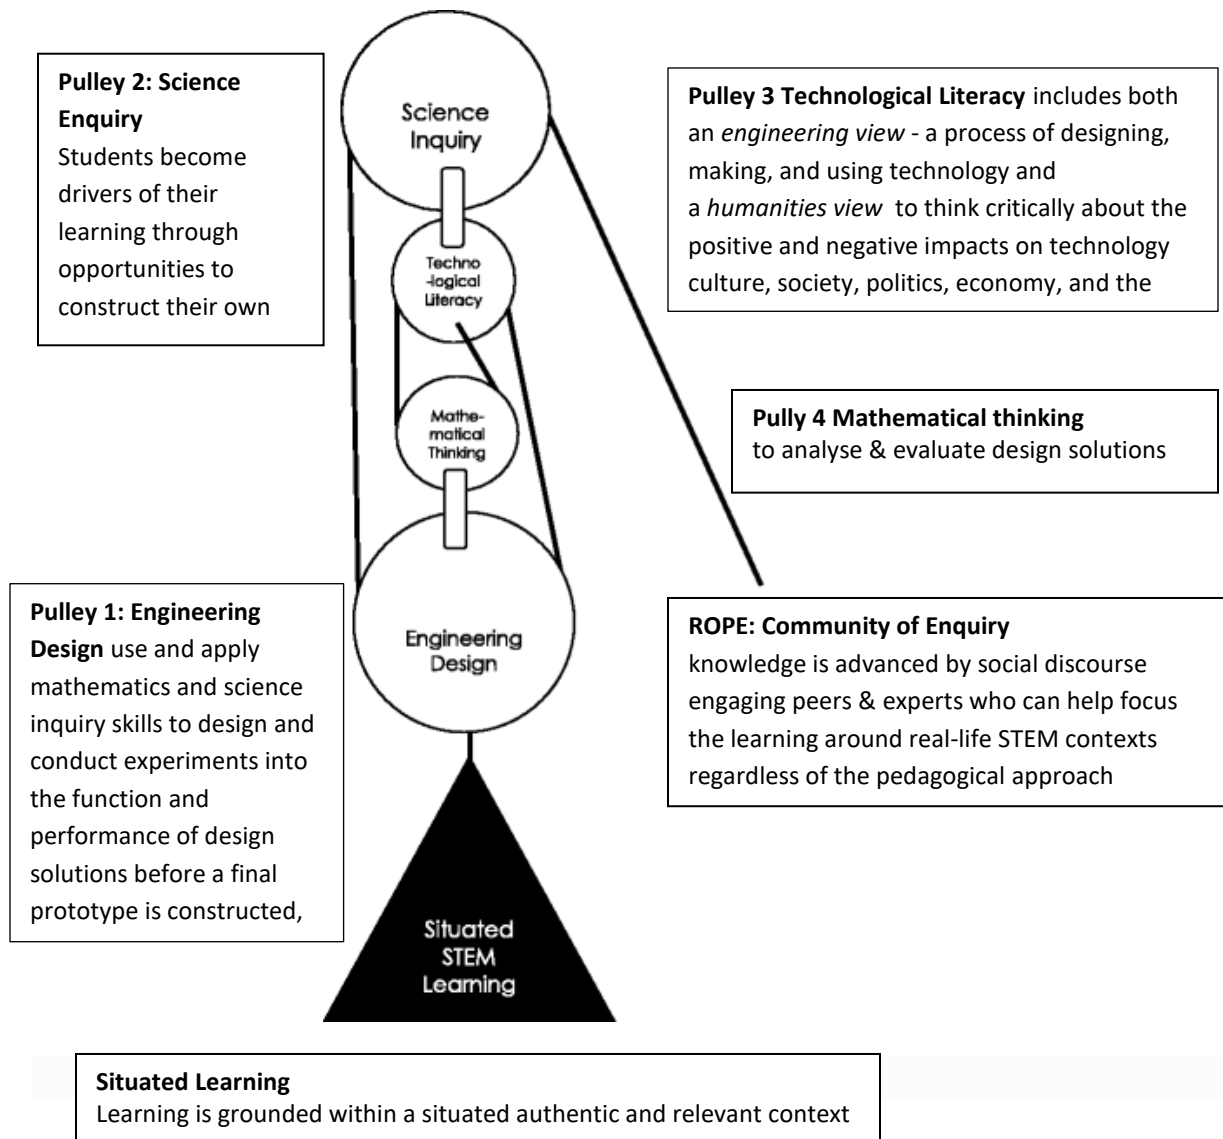 Pulley 2: Science
Enquiry
Students become
drivers of their
learning through
opportunities to
construct their own
Science
Inquiry
Pulley 3 Technological Literacy includes both
an engineering view - a process of designing,
making, and using technology and
a humanities view  to think critically about the
positive and negative impacts on technology
culture, society, politics, economy, and the
Techno
-logical
Literacy
Mathe-
matical
Thinking
Pully 4 Mathematical thinking
to analyse & evaluate design solutions
Pulley 1: Engineering
Design use and apply
mathematics and science
inquiry skills to design and
conduct experiments into
the function and
performance of design
solutions before a final
prototype is constructed,
Engineering
Design
ROPE: Community of Enquiry
knowledge is advanced by social discourse
engaging peers & experts who can help focus
the learning around real-life STEM contexts
regardless of the pedagogical approach
Situated
STEM
Learning
Situated Learning
Learning is grounded within a situated authentic and relevant context